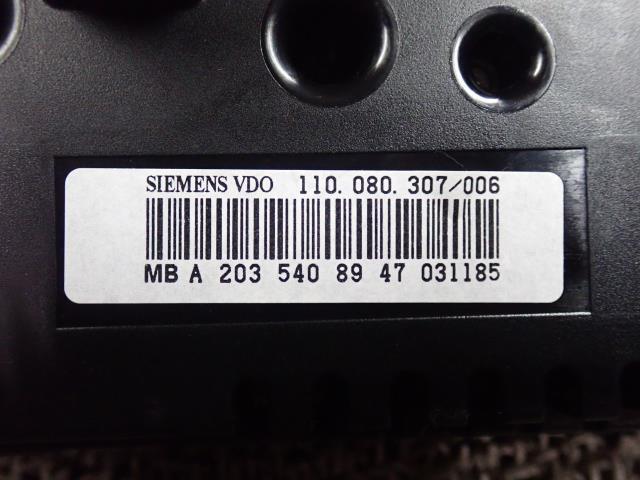 SIEMENS VDO 110.080.307/006
MB A 203 540 89 47 031185